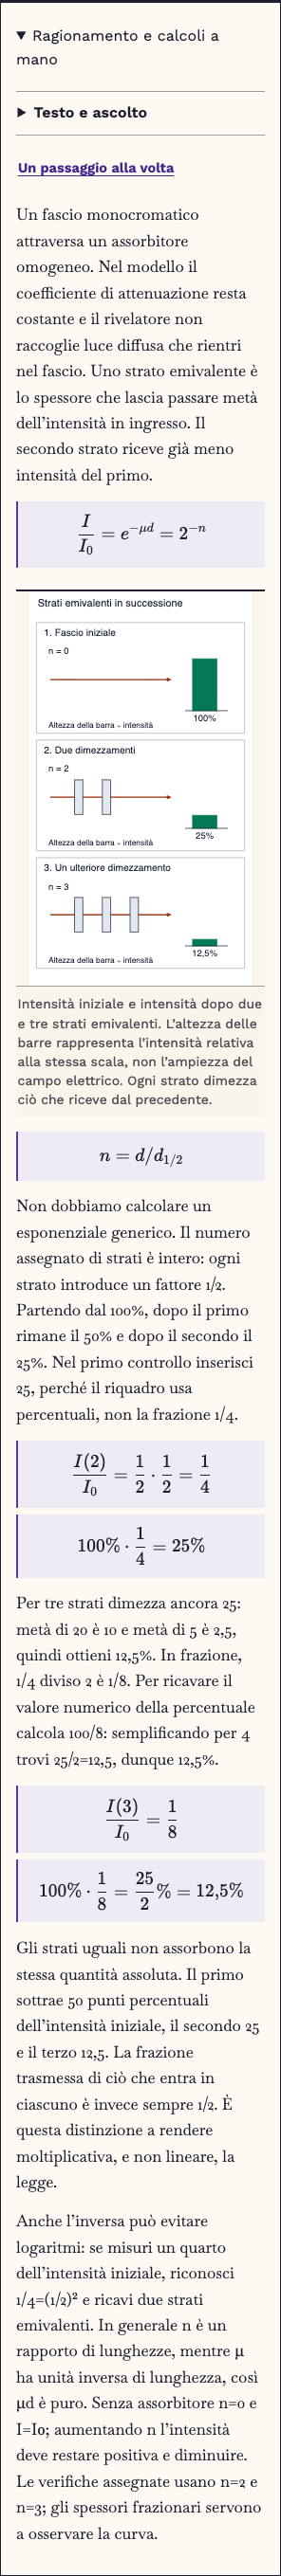 ▼ Ragionamento e calcoli a
mano
▶ Testo e ascolto
Un passaggio alla volta
Un fascio monocromatico
attraversa un assorbitore
omogeneo. Nel modello il
coefficiente di attenuazione resta
costante e il rivelatore non
raccoglie luce diffusa che rientri
nel fascio. Uno strato emivalente è
lo spessore che lascia passare metà
dell'intensità in ingresso. Il
secondo strato riceve già meno
intensità del primo.
I/I₀ = e^{−μd} = 2^{−n}
Strati emivalenti in successione
1. Fascio iniziale
n = 0
100%
Altezza della barra = intensità
2. Due dimezzamenti
n = 2
25%
Altezza della barra = intensità
3. Un ulteriore dimezzamento
n = 3
12,5%
Altezza della barra = intensità
Intensità iniziale e intensità dopo due
e tre strati emivalenti. L'altezza delle
barre rappresenta l'intensità relativa
alla stessa scala, non l'ampiezza del
campo elettrico. Ogni strato dimezza
ciò che riceve dal precedente.
n = d/d_{1/2}
Non dobbiamo calcolare un
esponenziale generico. Il numero
assegnato di strati è intero: ogni
strato introduce un fattore 1/2.
Partendo dal 100%, dopo il primo
rimane il 50% e dopo il secondo il
25%. Nel primo controllo inserisci
25, perché il riquadro usa
percentuali, non la frazione 1/4.
I(2)/I₀ = 1/2 · 1/2 = 1/4
100% · 1/4 = 25%
Per tre strati dimezza ancora 25:
metà di 20 è 10 e metà di 5 è 2,5,
quindi ottieni 12,5%. In frazione,
1/4 diviso 2 è 1/8. Per ricavare il
valore numerico della percentuale
calcola 100/8: semplificando per 4
trovi 25/2=12,5, dunque 12,5%.
I(3)/I₀ = 1/8
100% · 1/8 = 25/2 % = 12,5%
Gli strati uguali non assorbono la
stessa quantità assoluta. Il primo
sottrae 50 punti percentuali
dell'intensità iniziale, il secondo 25
e il terzo 12,5. La frazione
trasmessa di ciò che entra in
ciascuno è invece sempre 1/2. È
questa distinzione a rendere
moltiplicativa, e non lineare, la
legge.
Anche l'inversa può evitare
logaritmi: se misuri un quarto
dell'intensità iniziale, riconosci
1/4=(1/2)² e ricavi due strati
emivalenti. In generale n è un
rapporto di lunghezze, mentre μ
ha unità inversa di lunghezza, così
μd è puro. Senza assorbitore n=0 e
I=I0; aumentando n l'intensità
deve restare positiva e diminuire.
Le verifiche assegnate usano n=2 e
n=3; gli spessori frazionari servono
a osservare la curva.